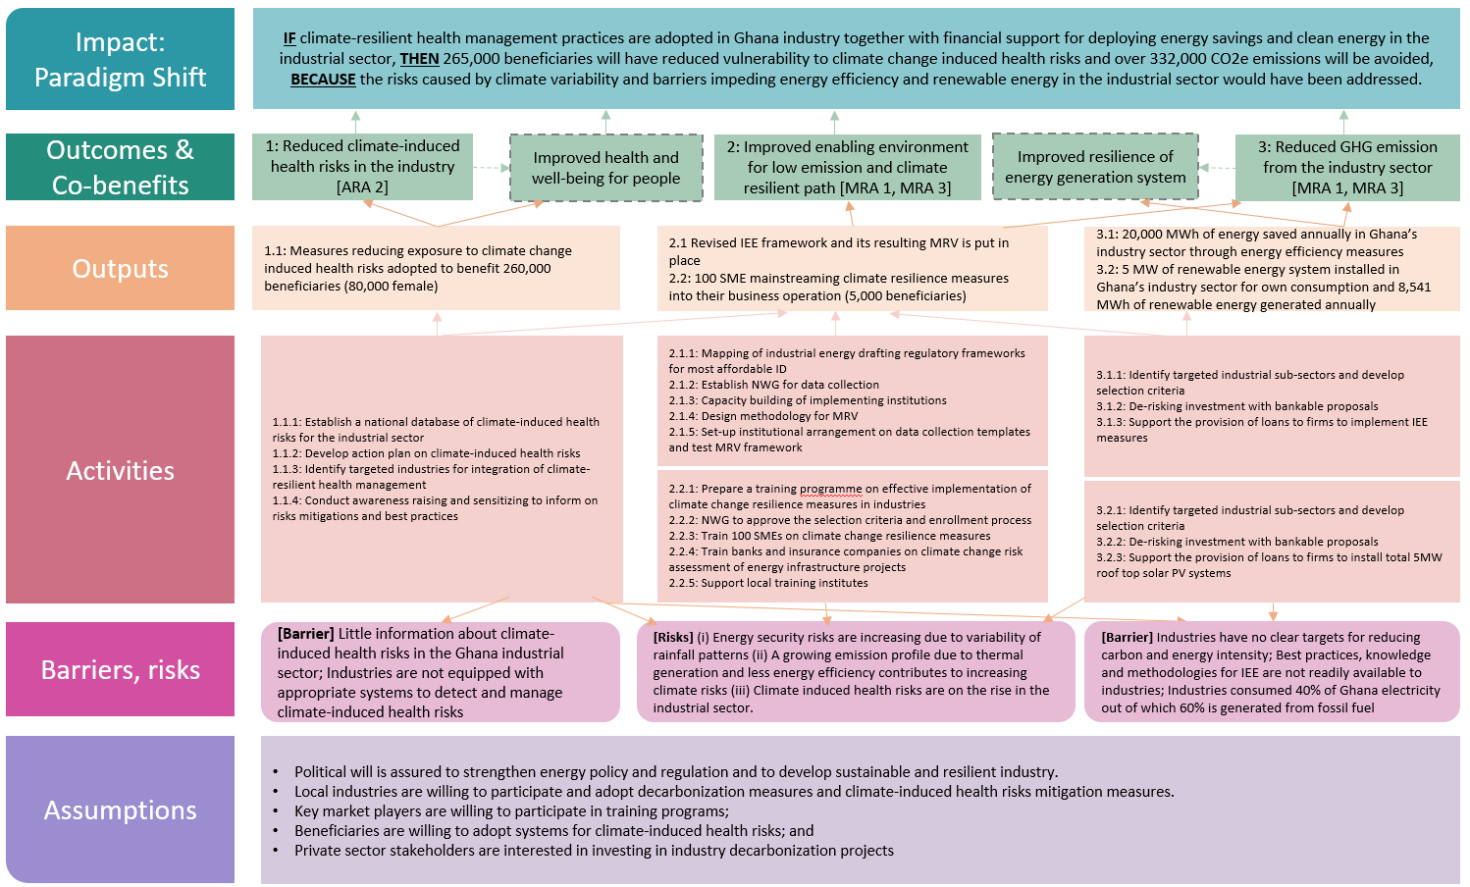 Impact:
Paradigm Shift
IF climate-resilient health management practices are adopted in Ghana industry together with financial support for deploying energy savings and clean energy in the
industrial sector, THEN 265,000 beneficiaries will have reduced vulnerability to climate change induced health risks and over 332,000 CO2e emissions will be avoided,
BECAUSE the risks caused by climate variability and barriers impeding energy efficiency and renewable energy in the industrial sector would have been addressed.
Outcomes &
Co-benefits
1: Reduced climate-induced
health risks in the industry
[ARA 2]
Improved health and
well-being for people
2: Improved enabling environment
for low emission and climate
resilient path [MRA 1, MRA 3]
Improved resilience of
energy generation system
3: Reduced GHG emission
from the industry sector
[MRA 1, MRA 3]
Outputs
1.1: Measures reducing exposure to climate change
induced health risks adopted to benefit 260,000
beneficiaries (80,000 female)
2.1 Revised IEE framework and its resulting MRV is put in
place
2.2: 100 SME mainstreaming climate resilience measures
into their business operation (5,000 beneficiaries)
3.1: 20,000 MWh of energy saved annually in Ghana's
industry sector through energy efficiency measures
3.2: 5 MW of renewable energy system installed in
Ghana's industry sector for own consumption and 8,541
MWh of renewable energy generated annually
Activities
1.1.1: Establish a national database of climate-induced health
risks for the industrial sector
1.1.2: Develop action plan on climate-induced health risks
1.1.3: Identify targeted industries for integration of climate-
resilient health management
1.1.4: Conduct awareness raising and sensitizing to inform on
risks mitigations and best practices
2.1.1: Mapping of industrial energy drafting regulatory frameworks
for most affordable ID
2.1.2: Establish NWG for data collection
2.1.3: Capacity building of implementing institutions
2.1.4: Design methodology for MRV
2.1.5: Set-up institutional arrangement on data collection templates
and test MRV framework
2.2.1: Prepare a training programme on effective implementation of
climate change resilience measures in industries
2.2.2: NWG to approve the selection criteria and enrollment process
2.2.3: Train 100 SMEs on climate change resilience measures
2.2.4: Train banks and insurance companies on climate change risk
assessment of energy infrastructure projects
2.2.5: Support local training institutes
3.1.1: Identify targeted industrial sub-sectors and develop
selection criteria
3.1.2: De-risking investment with bankable proposals
3.1.3: Support the provision of loans to firms to implement IEE
measures
3.2.1: Identify targeted industrial sub-sectors and develop
selection criteria
3.2.2: De-risking investment with bankable proposals
3.2.3: Support the provision of loans to firms to install total 5MW
roof top solar PV systems
Barriers, risks
[Barrier] Little information about climate-
induced health risks in the Ghana industrial
sector; Industries are not equipped with
appropriate systems to detect and manage
climate-induced health risks
[Risks] (i) Energy security risks are increasing due to variability of
rainfall patterns (ii) A growing emission profile due to thermal
generation and less energy efficiency contributes to increasing
climate risks (iii) Climate induced health risks are on the rise in the
industrial sector.
[Barrier] Industries have no clear targets for reducing
carbon and energy intensity; Best practices, knowledge
and methodologies for IEE are not readily available to
industries; Industries consumed 40% of Ghana electricity
out of which 60% is generated from fossil fuel
Assumptions
• Political will is assured to strengthen energy policy and regulation and to develop sustainable and resilient industry.
• Local industries are willing to participate and adopt decarbonization measures and climate-induced health risks mitigation measures.
• Key market players are willing to participate in training programs;
• Beneficiaries are willing to adopt systems for climate-induced health risks; and
• Private sector stakeholders are interested in investing in industry decarbonization projects